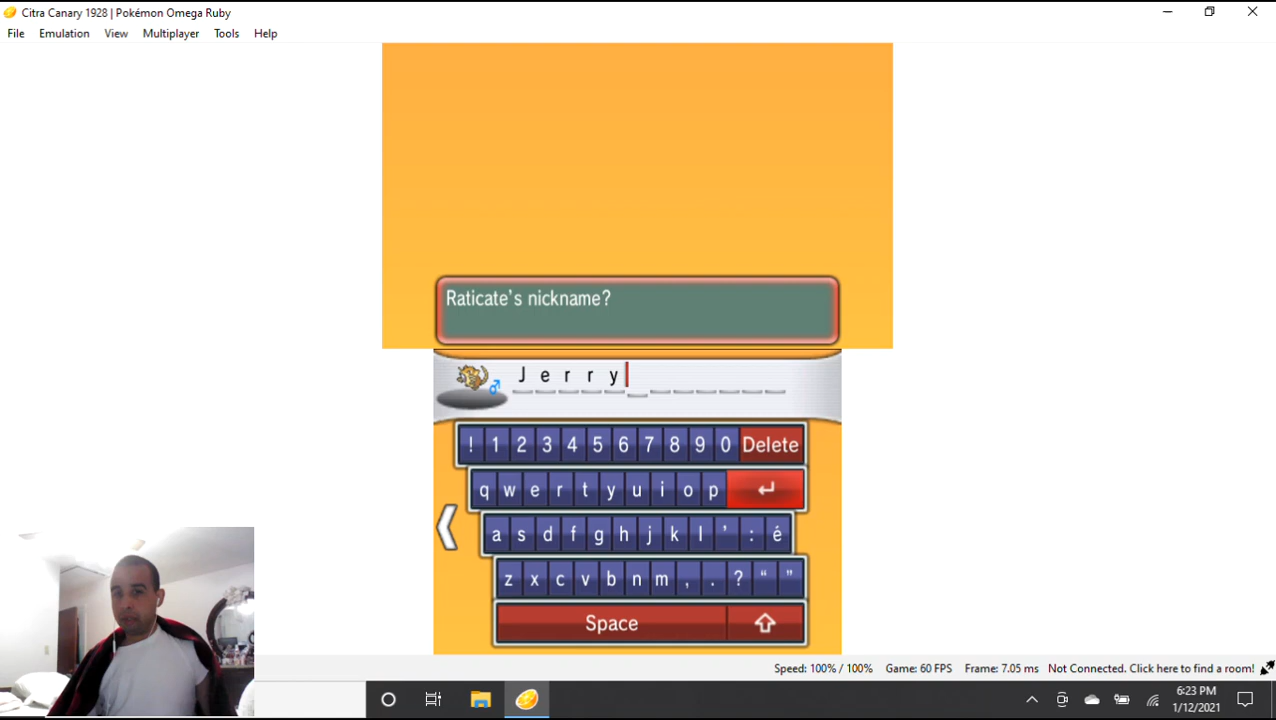 Citra Canary 1928 | Pokémon Omega Ruby
File Emulation View Multiplayer Tools Help
Raticate's nickname?
Jerry
! 1 2 3 4 5 6 7 8 9 0 Delete
q w e r t y u i o p
a s d f g h j k l ’ : é
z x c v b n m , . ? “ ”
Space
Speed: 100% / 100% Game: 60 FPS Frame: 7.05 ms Not Connected. Click here to find a room!
6:23 PM
1/12/2021